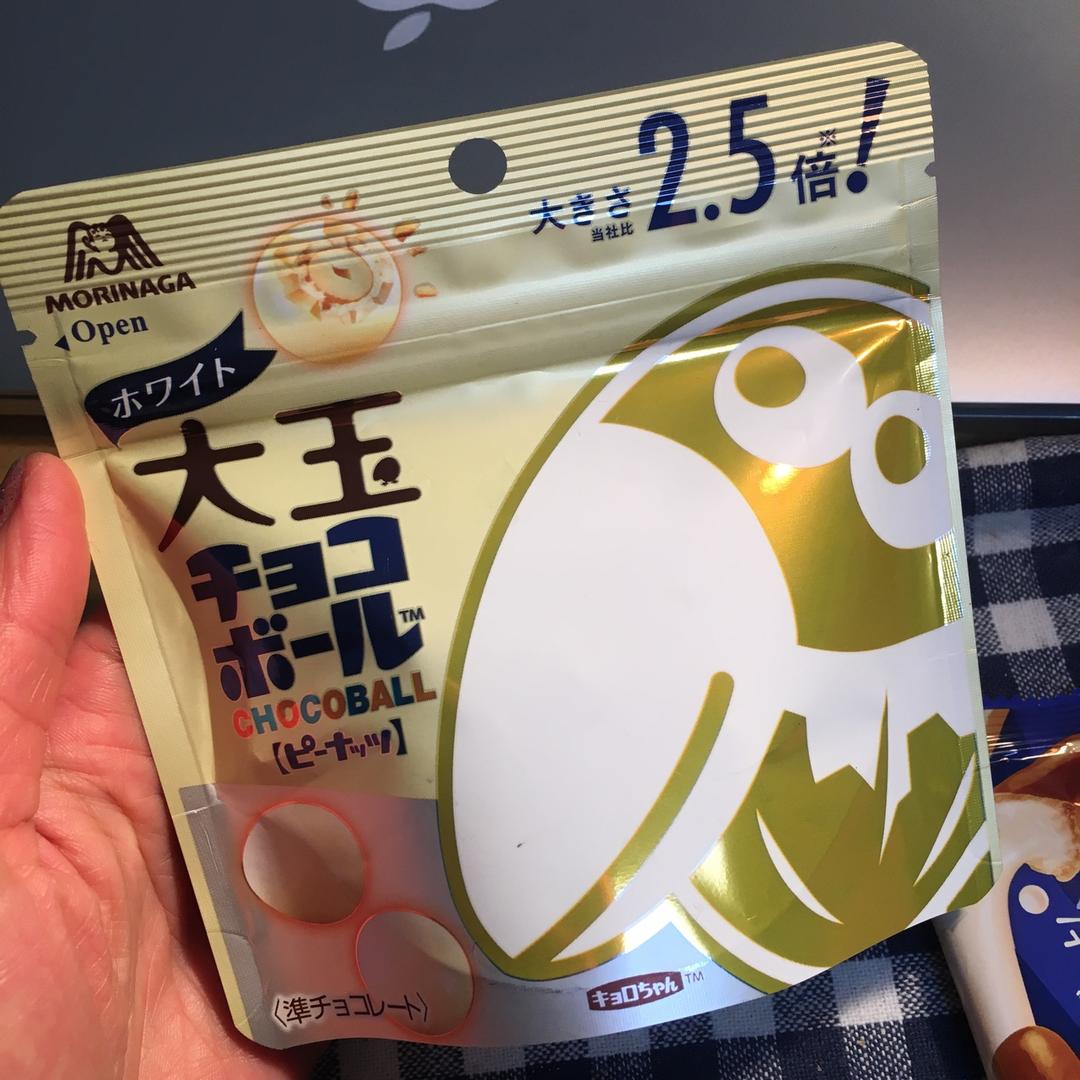 大きさ 2.5倍※!
当社比
MORINAGA
Open
ホワイト
大玉
チョコ
ボール™
CHOCOBALL
【ピーナッツ】
〈準チョコレート〉
キョロちゃん™